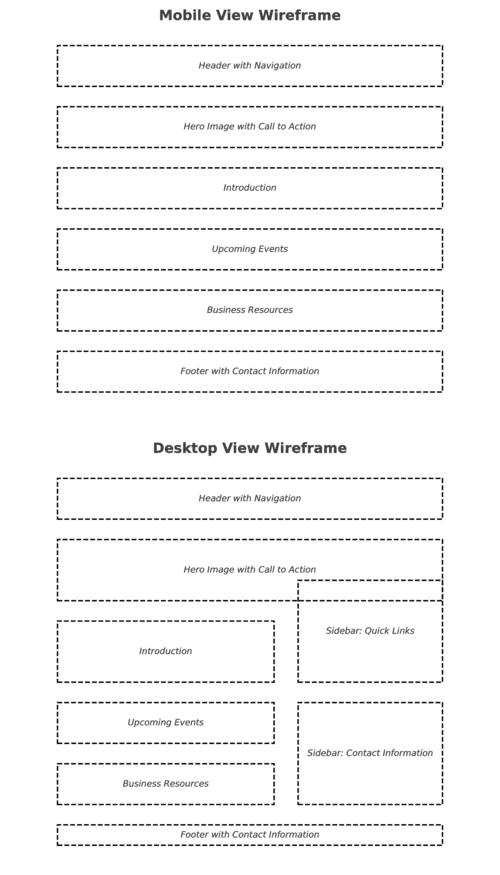 Mobile View Wireframe
Header with Navigation
Hero Image with Call to Action
Introduction
Upcoming Events
Business Resources
Footer with Contact Information
Desktop View Wireframe
Header with Navigation
Hero Image with Call to Action
Sidebar: Quick Links
Introduction
Upcoming Events
Sidebar: Contact Information
Business Resources
Footer with Contact Information